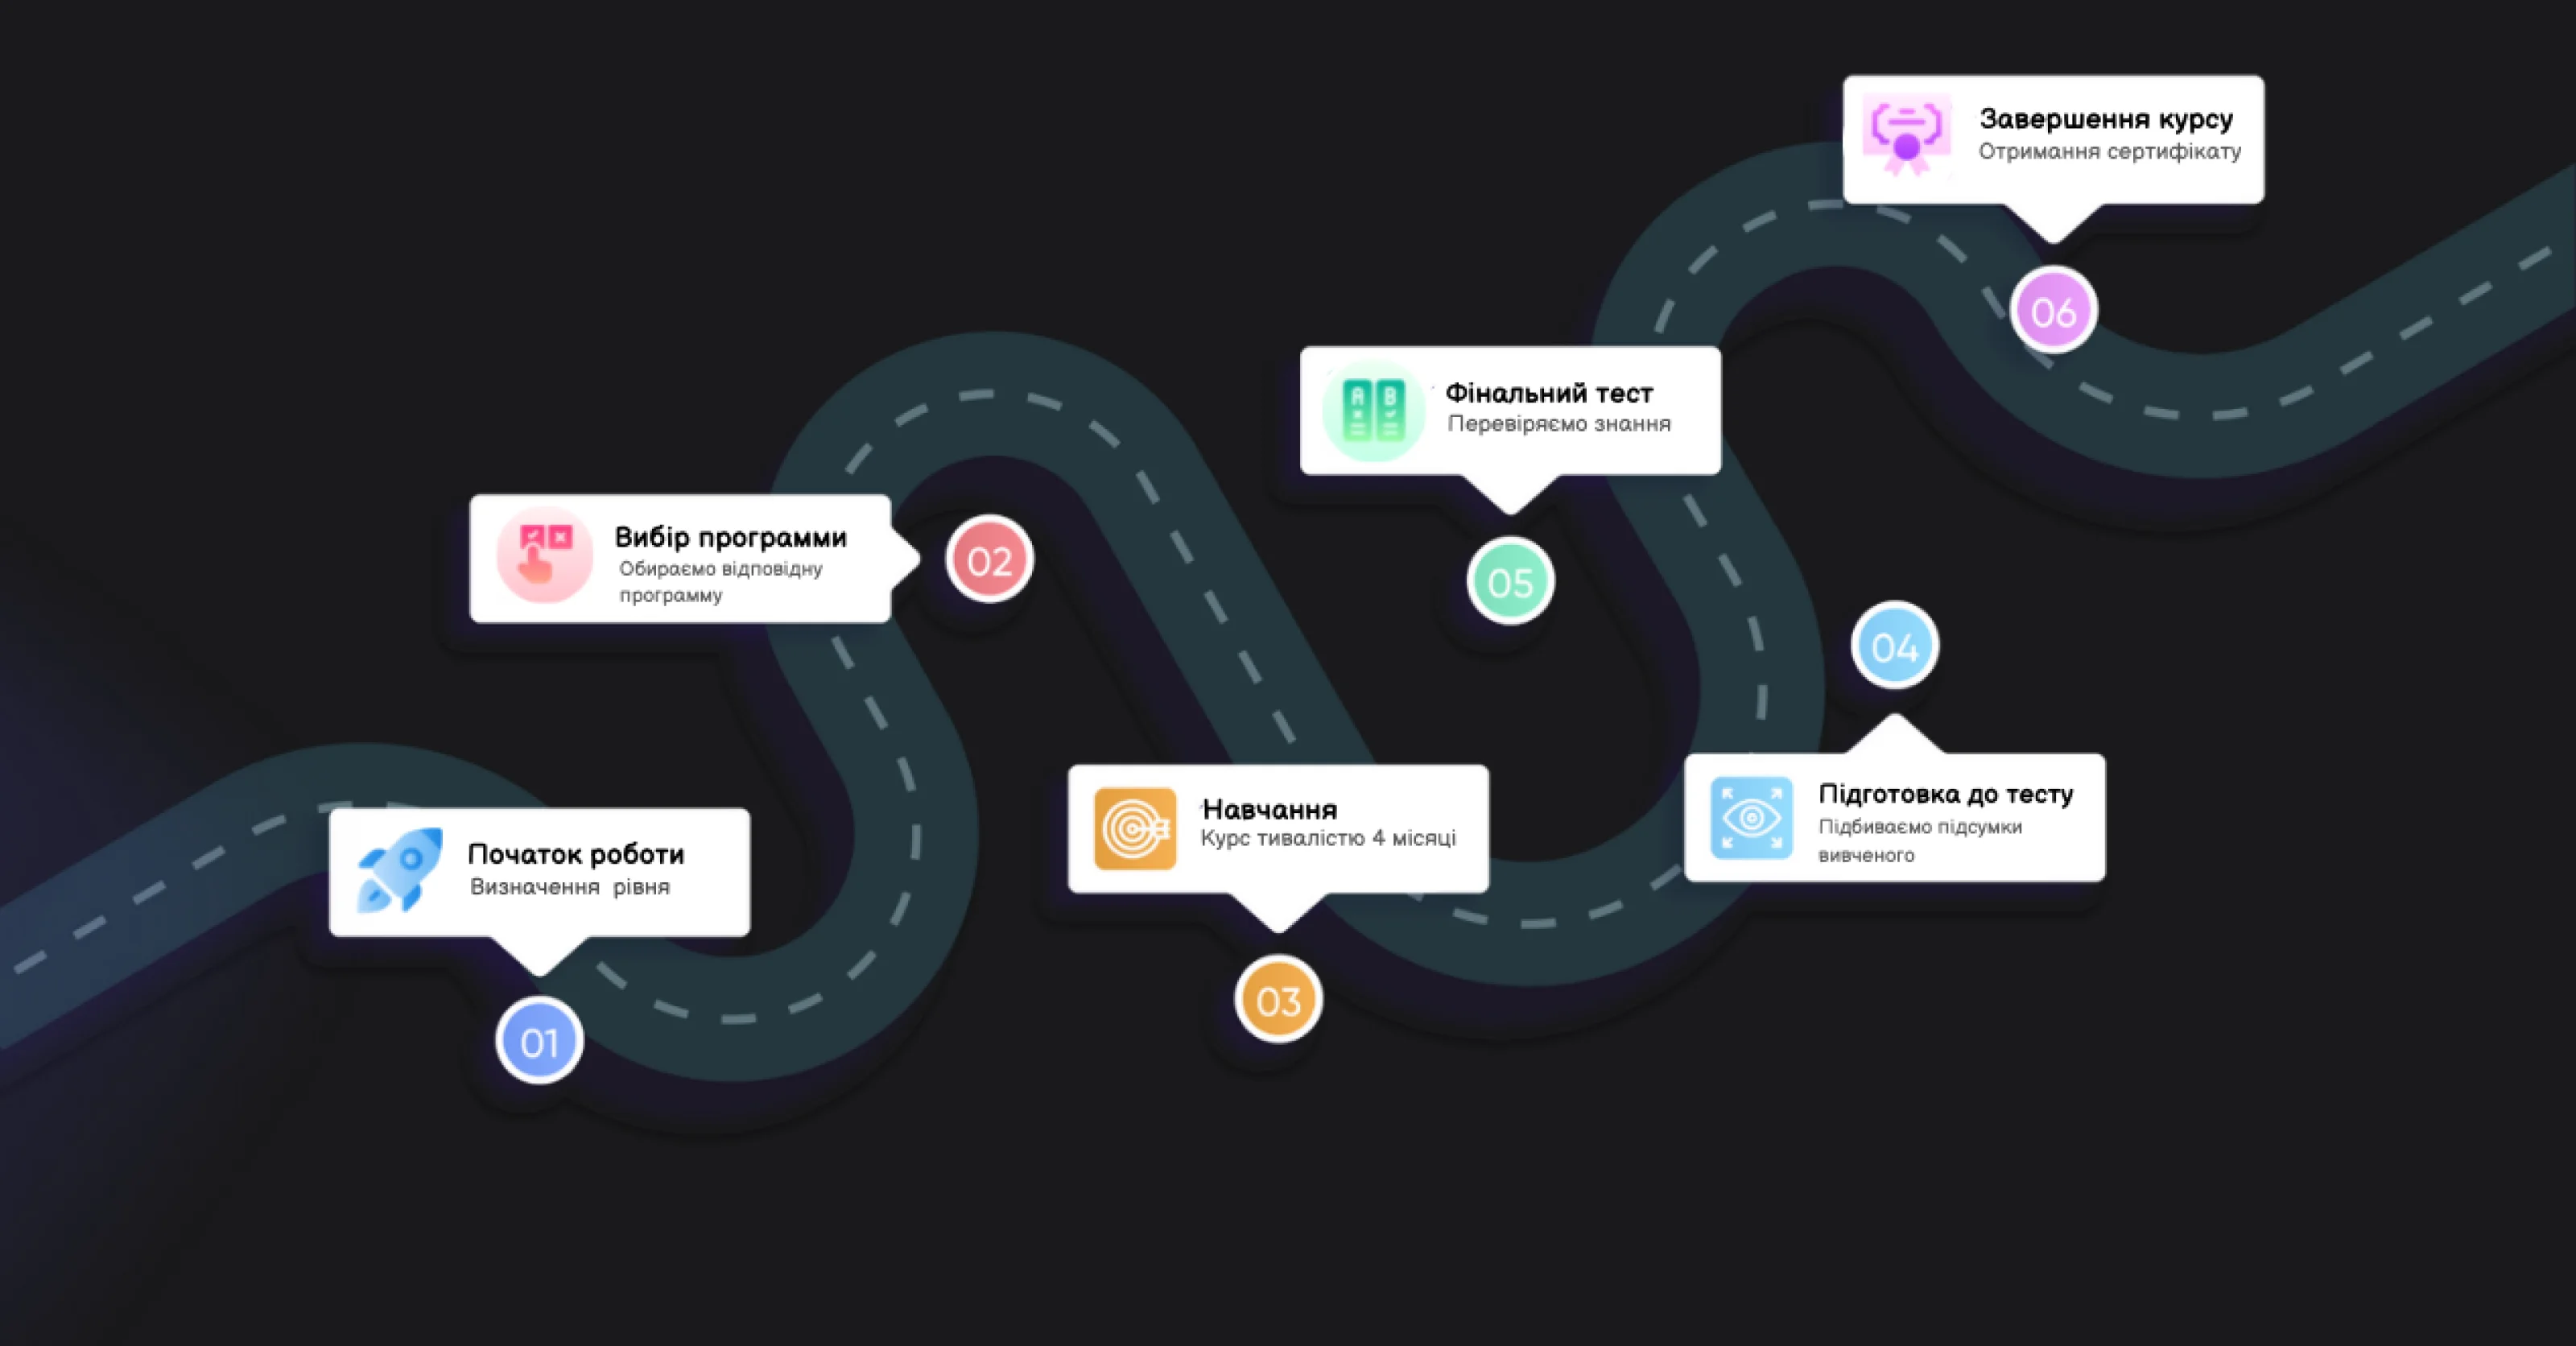 Завершення курсу
Отримання сертифікату
06
Фінальний тест
Перевіряємо знання
A B
05
Вибір программи
Обираємо відповідну
программу
02
04
Підготовка до тесту
Підбиваємо підсумки
вивченого
Навчання
Курс тивалістю 4 місяці
03
Початок роботи
Визначення рівня
01